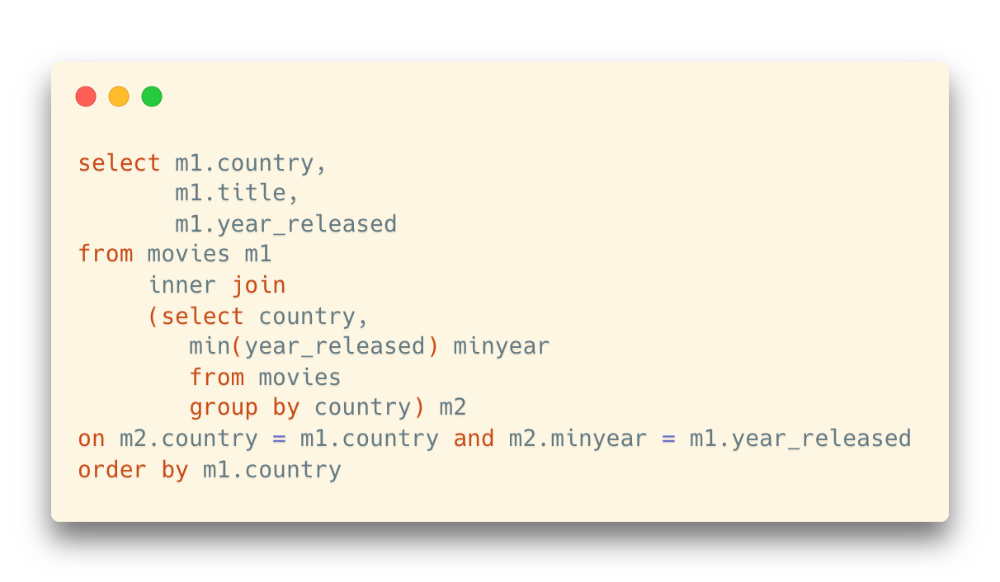 select m1.country,
       m1.title,
       m1.year_released
from movies m1
     inner join
     (select country,
        min(year_released) minyear
        from movies
        group by country) m2
on m2.country = m1.country and m2.minyear = m1.year_released
order by m1.country